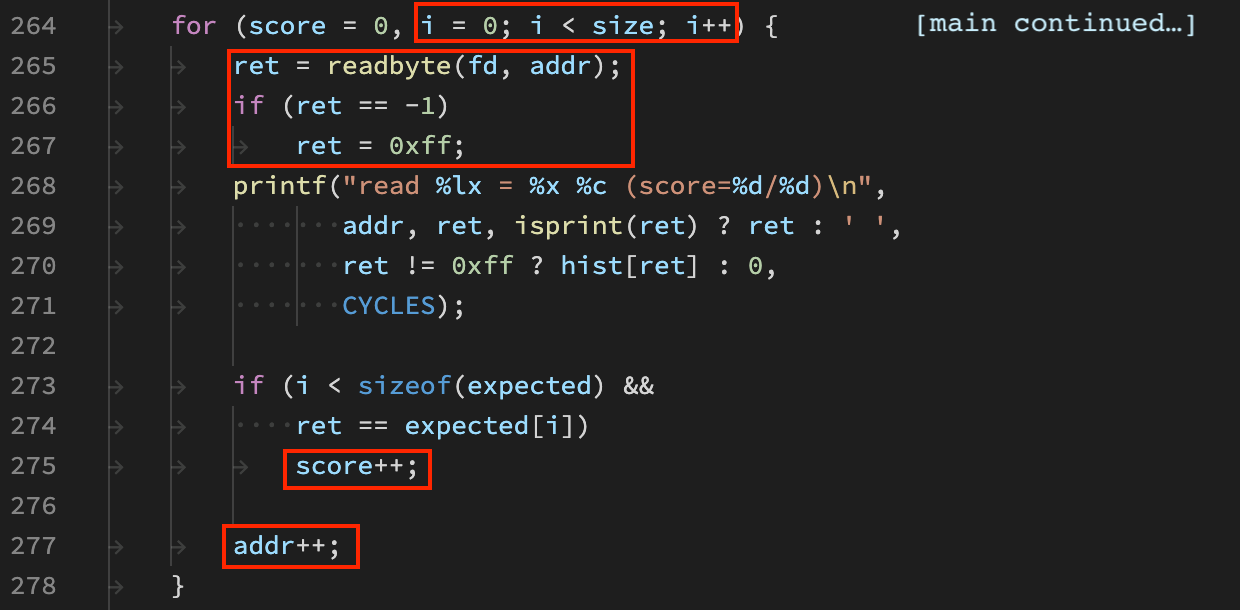 264 for (score = 0, i = 0; i < size; i++) { [main continued…]
265 ret = readbyte(fd, addr);
266 if (ret == -1)
267 ret = 0xff;
268 printf("read %lx = %x %c (score=%d/%d)\n",
269 addr, ret, isprint(ret) ? ret : ' ',
270 ret != 0xff ? hist[ret] : 0,
271 CYCLES);
272
273 if (i < sizeof(expected) &&
274 ret == expected[i])
275 score++;
276
277 addr++;
278 }